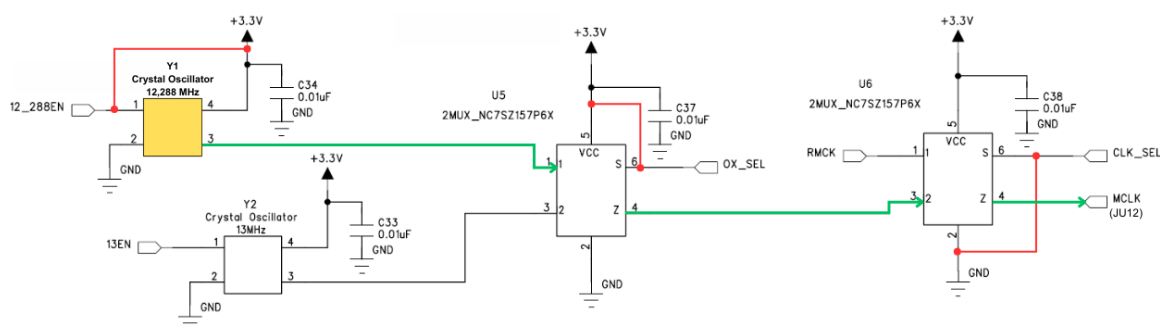 +3.3V
Y1
Crystal Oscillator
12,288 MHz
12_288EN
1
4
2
3
C34
0.01uF
GND
GND
+3.3V
Y2
Crystal Oscillator
13MHz
13EN
1
4
2
3
C33
0.01uF
GND
GND
+3.3V
U5
2MUX_NC7SZ157P6X
C37
0.01uF
GND
5
VCC
1
1
S
6
OX_SEL
3
2
Z
4
2
GND
+3.3V
U6
2MUX_NC7SZ157P6X
C38
0.01uF
GND
5
VCC
RMCK
1
1
S
6
CLK_SEL
3
2
Z
4
MCLK
(JU12)
2
GND